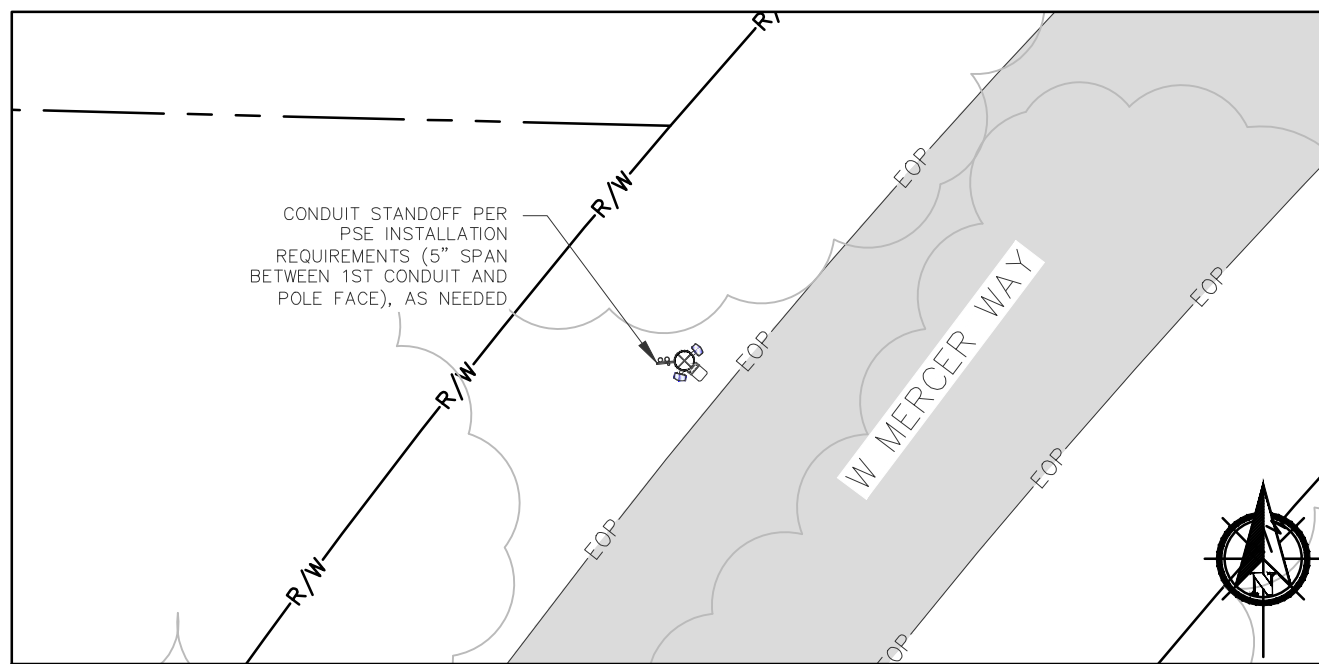 R/
EOP
R/W
CONDUIT STANDOFF PER
PSE INSTALLATION
REQUIREMENTS (5" SPAN
BETWEEN 1ST CONDUIT AND
POLE FACE), AS NEEDED
EOP
W MERCER WAY
EOP
R/W
EOP
EOP
R/W
N
EOP